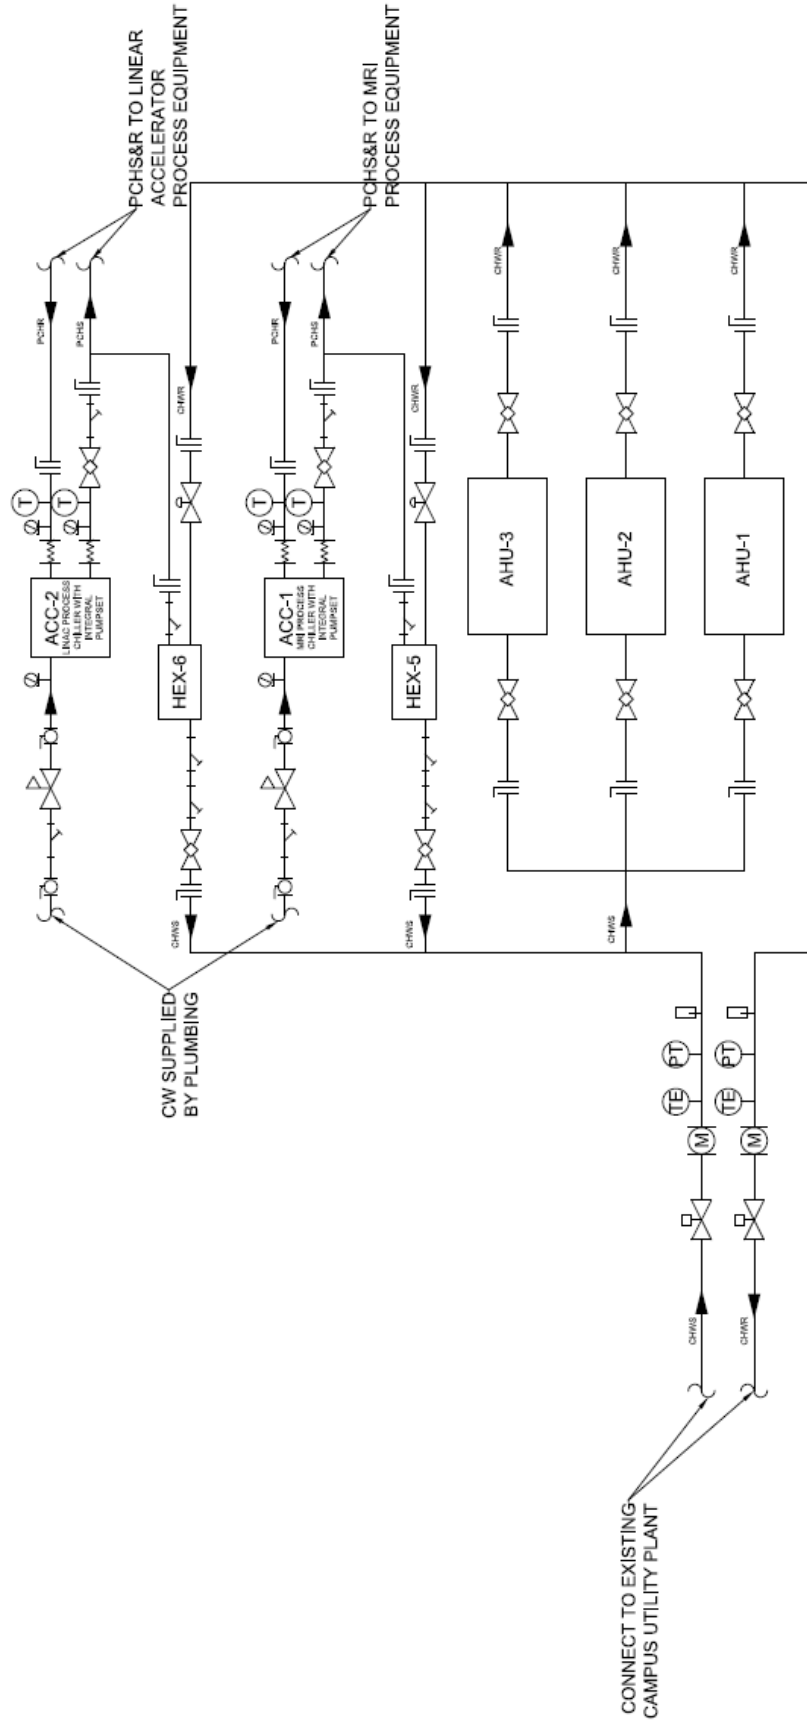 PCHS&R TO LINEAR
ACCELERATOR
PROCESS EQUIPMENT
PCHR
PCHS
T
T
ACC-2
LINAC PROCESS
CHILLER WITH
INTEGRAL
PUMPSET
CHWR
HEX-6
CHWS
PCHS&R TO MRI
PROCESS EQUIPMENT
PCHR
PCHS
T
T
ACC-1
MRI PROCESS
CHILLER WITH
INTEGRAL
PUMPSET
CHWR
HEX-5
CHWS
CW SUPPLIED
BY PLUMBING
CHWR
AHU-3
CHWR
AHU-2
CHWS
CHWR
AHU-1
PT
TE
M
CHWS
PT
TE
M
CHWR
CONNECT TO EXISTING
CAMPUS UTILITY PLANT